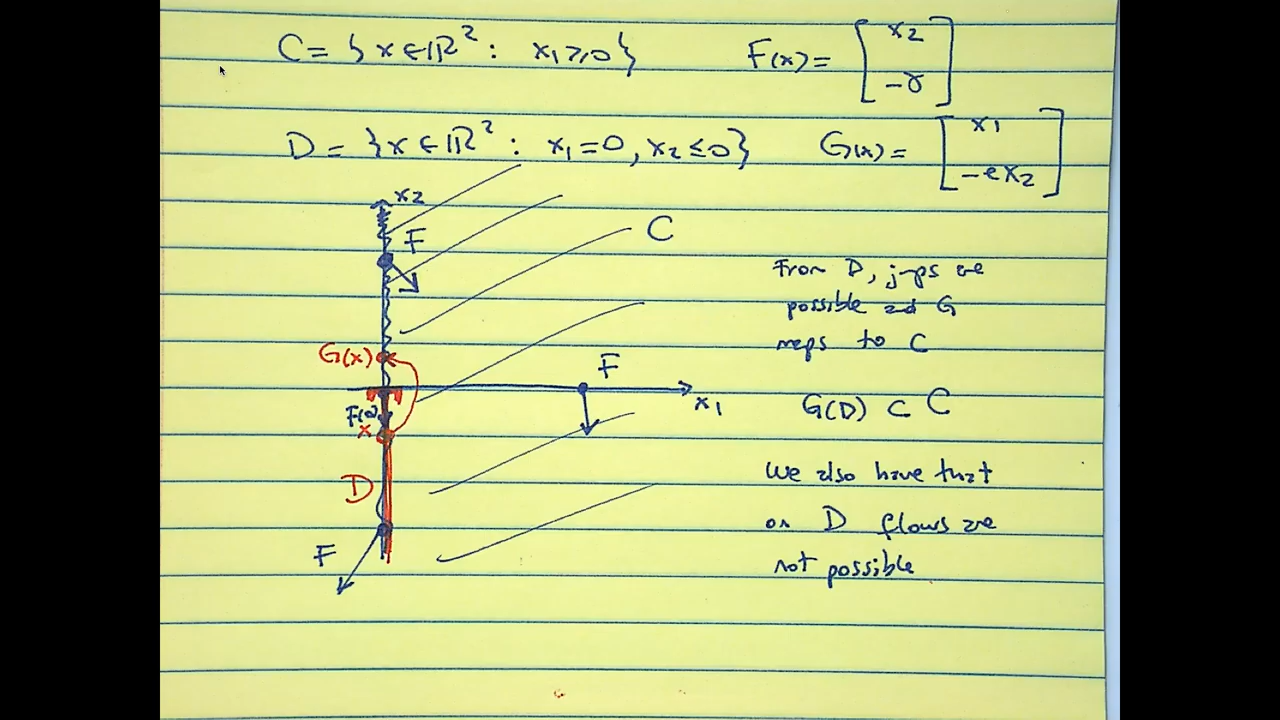 C = { x ∈ ℝ² : x₁ ≥ 0 } F(x) = [ x₂ -γ ]
D = { x ∈ ℝ² : x₁ = 0, x₂ ≤ 0 } G(x) = [ x₁ -e x₂ ]
x₂
F
C
From D, jumps are
possible and G
maps to C
G(x)
F
x₁
F(0)
x
G(D) ⊂ C
D
We also have that
on D flows are
not possible
F